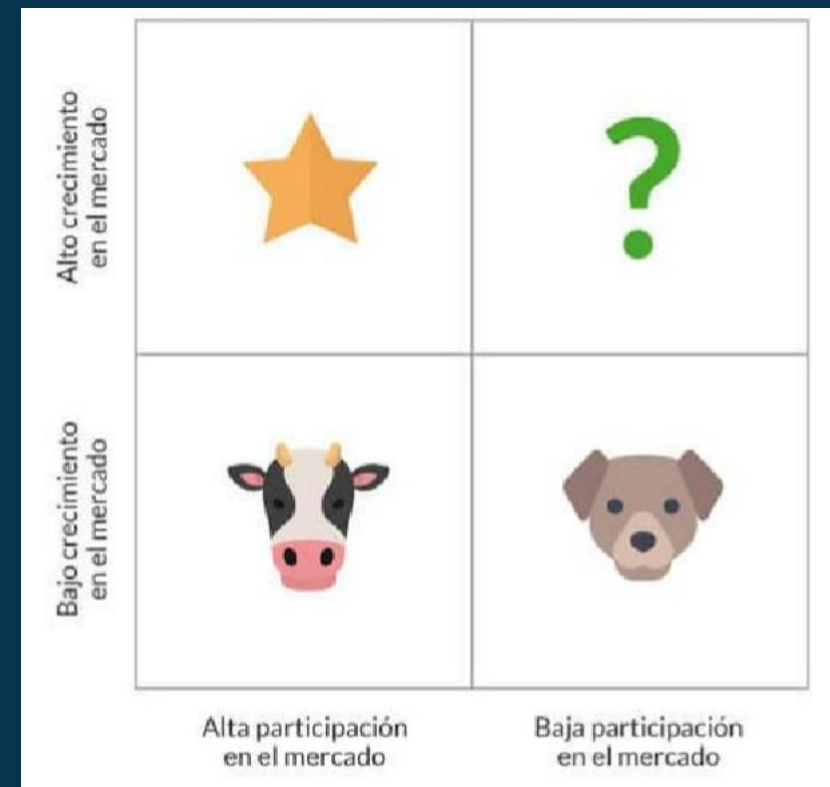 Alto crecimiento
en el mercado
?
Bajo crecimiento
en el mercado
Alta participación
en el mercado
Baja participación
en el mercado